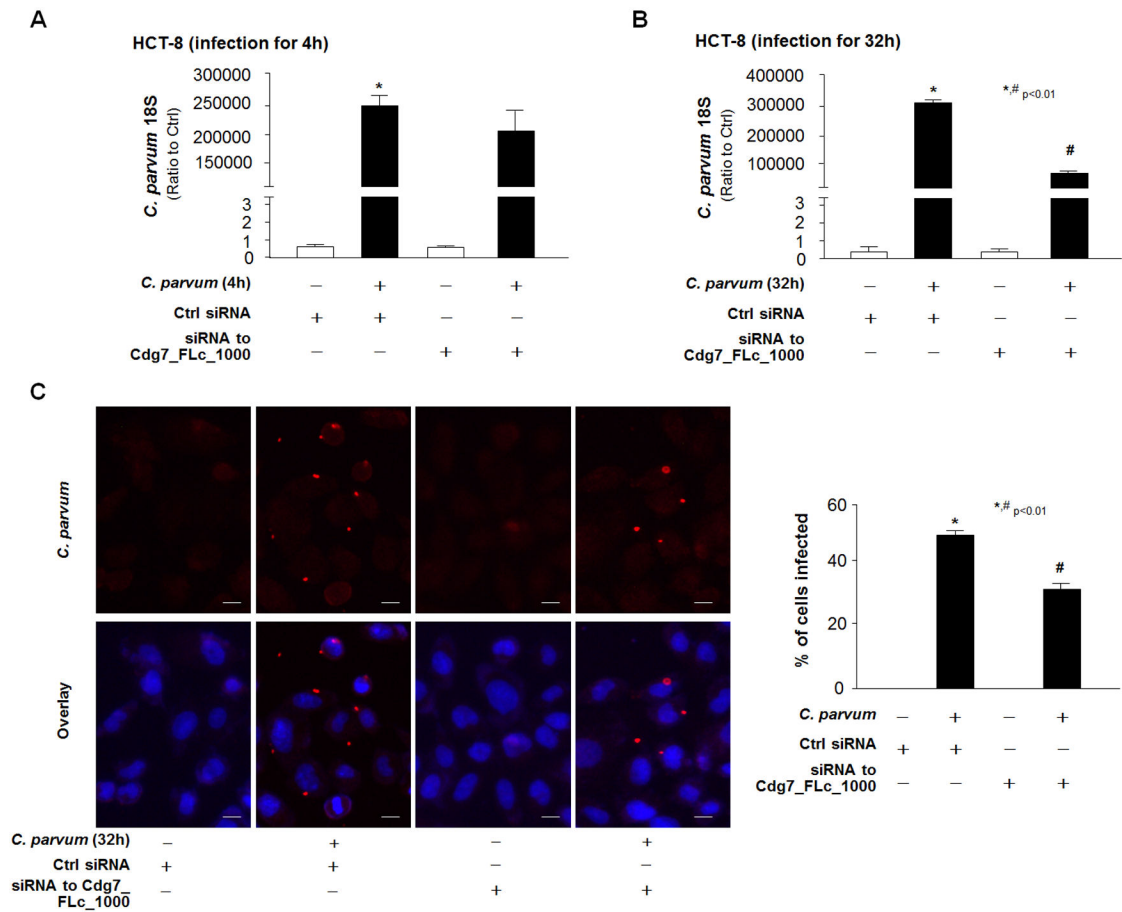 A
HCT-8 (infection for 4h)
C. parvum 18S
(Ratio to Ctrl)
300000
250000
200000
150000
3
2
1
0
*
C. parvum (4h) – + – +
Ctrl siRNA + + – –
siRNA to
Cdg7_FLc_1000 – – + +
B
HCT-8 (infection for 32h)
C. parvum 18S
(Ratio to Ctrl)
400000
300000
200000
100000
3
2
1
0
*
*,# p<0.01
#
C. parvum (32h) – + – +
Ctrl siRNA + + – –
siRNA to
Cdg7_FLc_1000 – – + +
C
C. parvum
Overlay
C. parvum (32h) – + – +
Ctrl siRNA + + – –
siRNA to Cdg7_
FLc_1000 – – + +
% of cells infected
60
40
20
0
*
*,# p<0.01
#
C. parvum – + – +
Ctrl siRNA + + – –
siRNA to
Cdg7_FLc_1000 – – + +